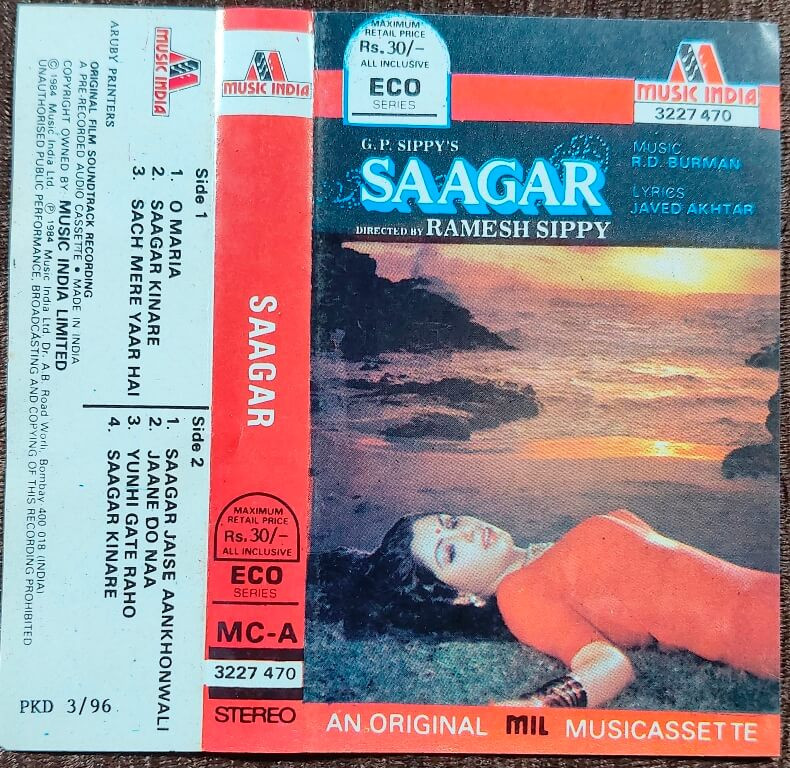 MAXIMUM
RETAIL PRICE
Rs. 30/-
ALL INCLUSIVE
ECO
SERIES
MUSIC INDIA
3227 470
G. P. SIPPY'S
SAAGAR
DIRECTED BY RAMESH SIPPY
MUSIC
R.D. BURMAN
LYRICS
JAVED AKHTAR
AN ORIGINAL MIL MUSICASSETTE
MUSIC INDIA
SAAGAR
MAXIMUM
RETAIL PRICE
Rs. 30/-
ALL INCLUSIVE
ECO
SERIES
MC-A
3227 470
STEREO
Side 1
1. O MARIA
2. SAAGAR KINARE
3. SACH MERE YAAR HAI
Side 2
1. SAAGAR JAISE AANKHONWALI
2. JAANE DO NAA
3. YUNHI GATE RAHO
4. SAAGAR KINARE
MUSIC INDIA
ARUBY PRINTERS
ORIGINAL FILM SOUNDTRACK RECORDING
A PRE-RECORDED AUDIO CASSETTE • MADE IN INDIA
COPYRIGHT OWNED BY MUSIC INDIA LIMITED
© 1984 Music India Ltd. ℗ 1984 Music India Ltd. Dr. A.B. Road Worli, Bombay 400 018 (INDIA)
UNAUTHORISED PUBLIC PERFORMANCE, BROADCASTING AND COPYING OF THIS RECORDING PROHIBITED
PKD 3/96